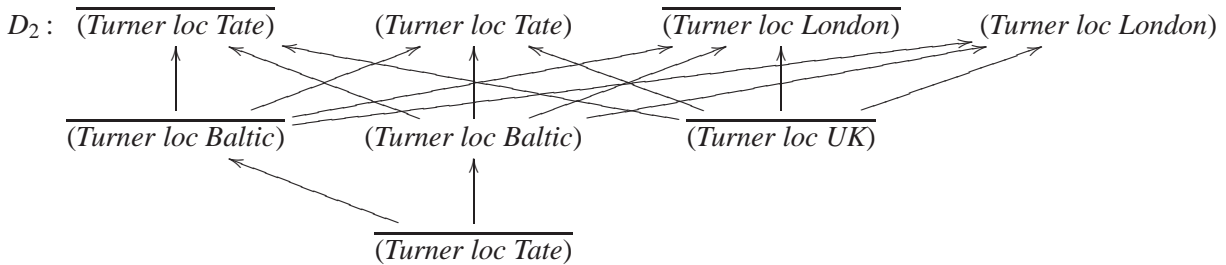 D₂ : (Turner loc Tate) (Turner loc Tate) (Turner loc London) (Turner loc London)
(Turner loc Baltic) (Turner loc Baltic) (Turner loc UK)
(Turner loc Tate)